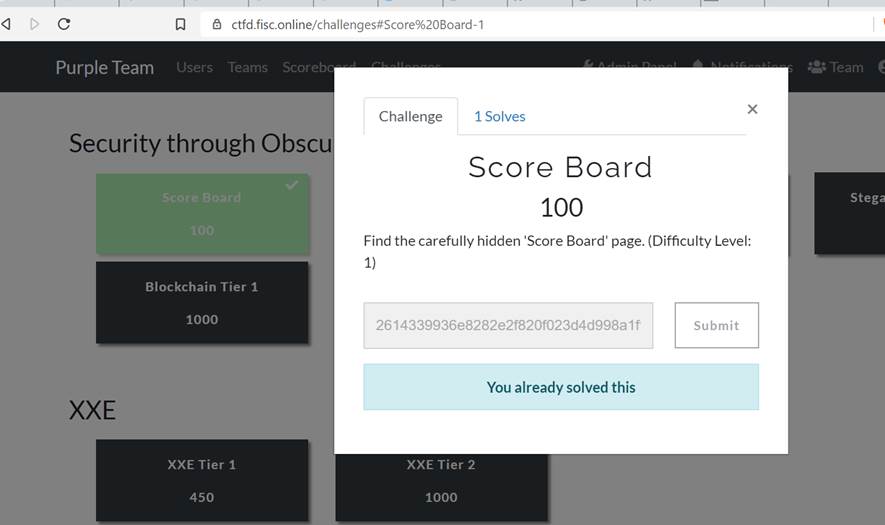 ctfd.fisc.online/challenges#Score%20Board-1
Purple Team Users Teams Scoreboard Challenges Admin Panel Notifications Team
Challenge 1 Solves ×
Score Board
100
Find the carefully hidden 'Score Board' page. (Difficulty Level:
1)
2614339936e8282e2f820f023d4d998a1f
Submit
You already solved this
Security through Obscu
Score Board
100
Stega
Blockchain Tier 1
1000
XXE
XXE Tier 1
450
XXE Tier 2
1000